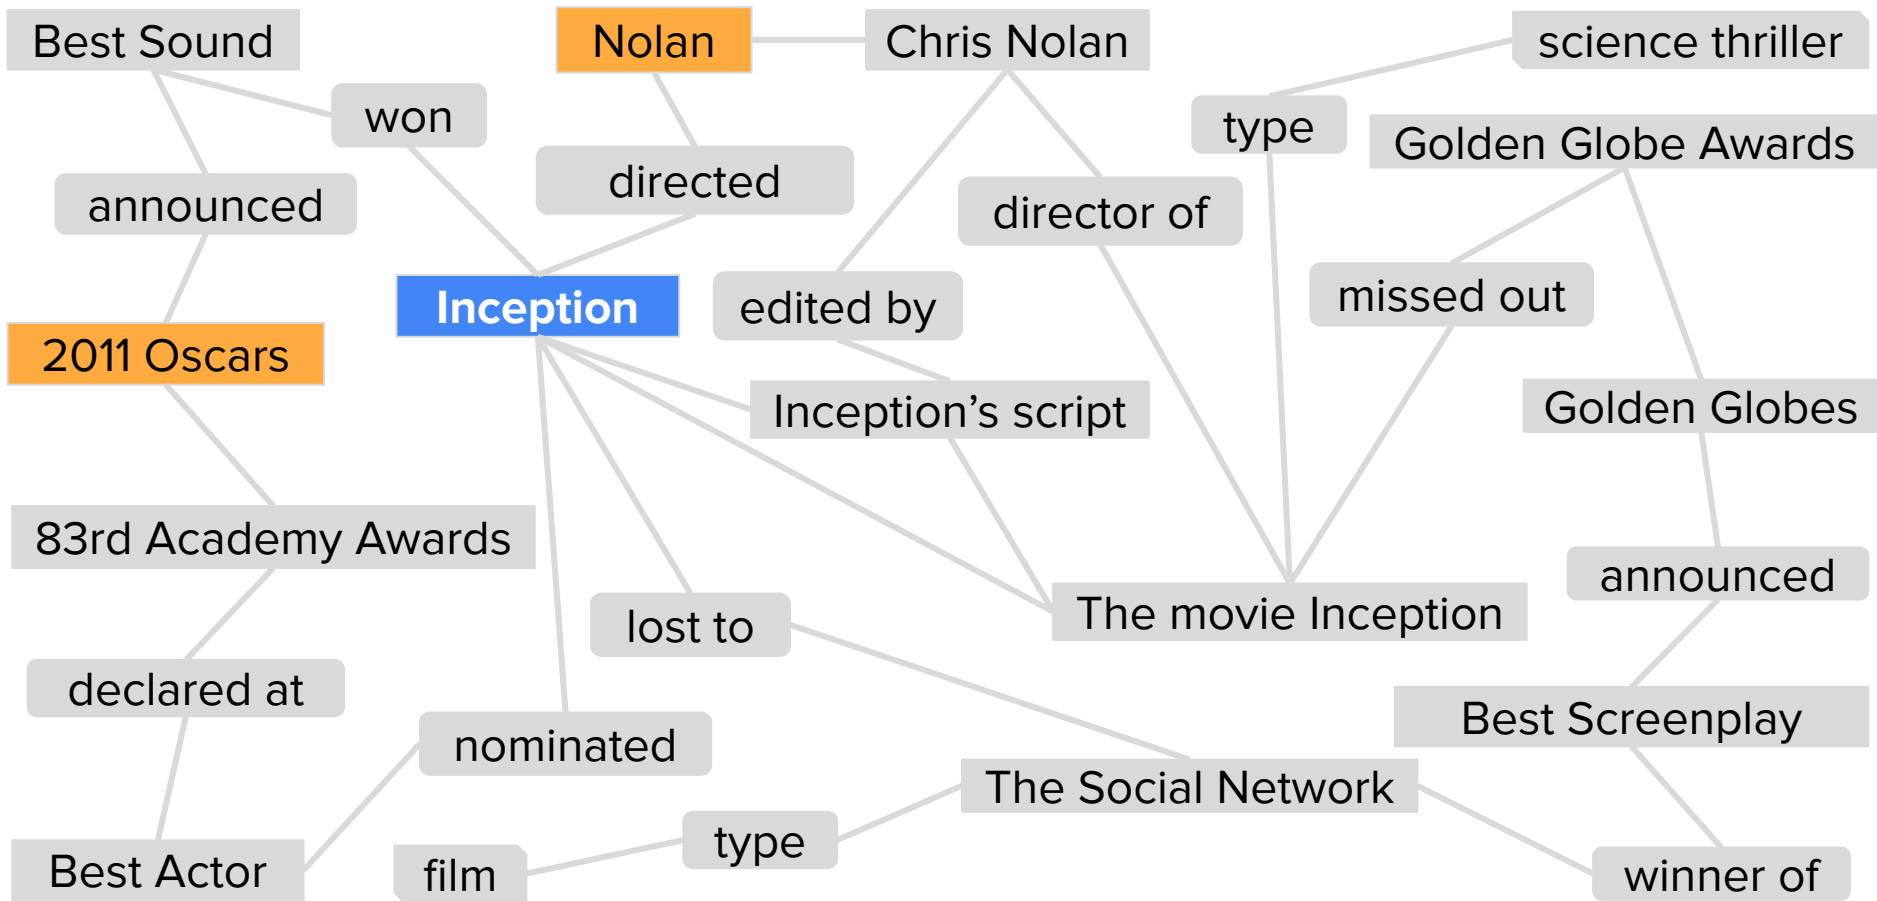 Best Sound
Nolan
Chris Nolan
science thriller
won
type
Golden Globe Awards
announced
directed
director of
Inception
edited by
missed out
2011 Oscars
Inception’s script
Golden Globes
83rd Academy Awards
announced
lost to
The movie Inception
declared at
nominated
Best Screenplay
The Social Network
type
Best Actor
film
winner of